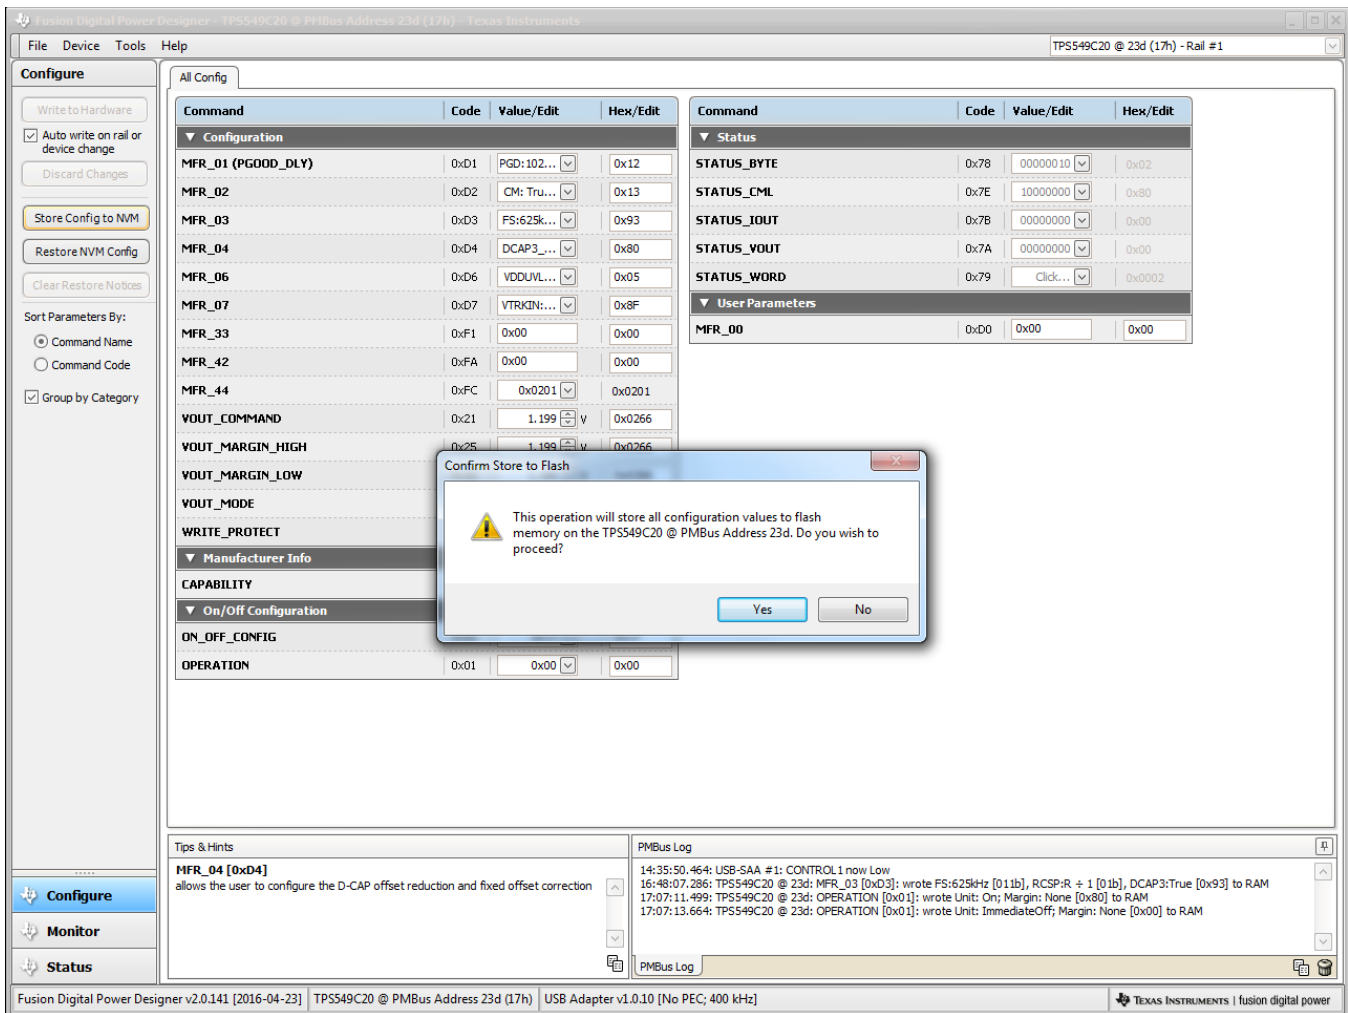 Fusion Digital Power Designer - TPS549C20 @ PMBus Address 23d (17h) - Texas Instruments
File Device Tools Help
TPS549C20 @ 23d (17h) - Rail #1
Configure
Write to Hardware
Auto write on rail or
device change
Discard Changes
Store Config to NVM
Restore NVM Config
Clear Restore Notices
Sort Parameters By:
Command Name
Command Code
Group by Category
All Config
Command Code Value/Edit Hex/Edit
Configuration
MFR_01 (PGOOD_DLY) 0xD1 PGD:102... 0x12
MFR_02 0xD2 CM: Tru... 0x13
MFR_03 0xD3 FS:625k... 0x93
MFR_04 0xD4 DCAP3_... 0x80
MFR_06 0xD6 VDDUVL... 0x05
MFR_07 0xD7 VTRKIN:... 0x8F
MFR_33 0xF1 0x00 0x00
MFR_42 0xFA 0x00 0x00
MFR_44 0xFC 0x0201 0x0201
VOUT_COMMAND 0x21 1.199 V 0x0266
VOUT_MARGIN_HIGH 0x25 1.199 V 0x0266
VOUT_MARGIN_LOW
VOUT_MODE
WRITE_PROTECT
Manufacturer Info
CAPABILITY
On/Off Configuration
ON_OFF_CONFIG
OPERATION 0x01 0x00 0x00
Command Code Value/Edit Hex/Edit
Status
STATUS_BYTE 0x78 00000010 0x02
STATUS_CML 0x7E 10000000 0x80
STATUS_IOUT 0x7B 00000000 0x00
STATUS_VOUT 0x7A 00000000 0x00
STATUS_WORD 0x79 Click... 0x0002
User Parameters
MFR_00 0xD0 0x00 0x00
Confirm Store to Flash
This operation will store all configuration values to flash
memory on the TPS549C20 @ PMBus Address 23d. Do you wish to
proceed?
Yes No
Tips & Hints
MFR_04 [0xD4]
allows the user to configure the D-CAP offset reduction and fixed offset correction
PMBus Log
14:35:50.464: USB-SAA #1: CONTROL1 now Low
16:48:07.286: TPS549C20 @ 23d: MFR_03 [0xD3]: wrote FS:625kHz [011b], RCSP:R ÷ 1 [01b], DCAP3:True [0x93] to RAM
17:07:11.499: TPS549C20 @ 23d: OPERATION [0x01]: wrote Unit: On; Margin: None [0x80] to RAM
17:07:13.664: TPS549C20 @ 23d: OPERATION [0x01]: wrote Unit: ImmediateOff; Margin: None [0x00] to RAM
PMBus Log
Configure
Monitor
Status
Fusion Digital Power Designer v2.0.141 [2016-04-23] TPS549C20 @ PMBus Address 23d (17h) USB Adapter v1.0.10 [No PEC; 400 kHz]
TEXAS INSTRUMENTS | fusion digital power